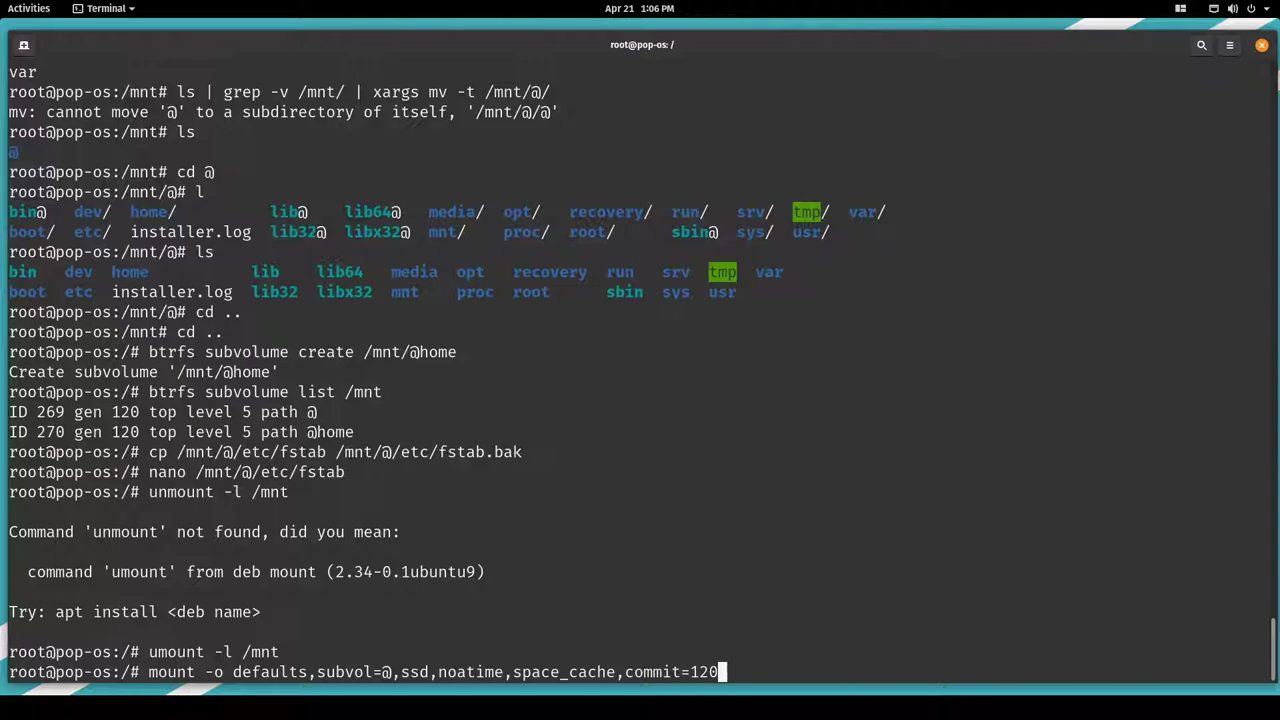 Activities Terminal Apr 21 1:06 PM
root@pop-os: /
var
root@pop-os:/mnt# ls | grep -v /mnt/ | xargs mv -t /mnt/@/
mv: cannot move '@' to a subdirectory of itself, '/mnt/@/@'
root@pop-os:/mnt# ls
@
root@pop-os:/mnt# cd @
root@pop-os:/mnt/@# l
bin@ dev/ home/ lib@ lib64@ media/ opt/ recovery/ run/ srv/ tmp/ var/
boot/ etc/ installer.log lib32@ libx32@ mnt/ proc/ root/ sbin@ sys/ usr/
root@pop-os:/mnt/@# ls
bin dev home lib lib64 media opt recovery run srv tmp var
boot etc installer.log lib32 libx32 mnt proc root sbin sys usr
root@pop-os:/mnt/@# cd ..
root@pop-os:/mnt# cd ..
root@pop-os:/# btrfs subvolume create /mnt/@home
Create subvolume '/mnt/@home'
root@pop-os:/# btrfs subvolume list /mnt
ID 269 gen 120 top level 5 path @
ID 270 gen 120 top level 5 path @home
root@pop-os:/# cp /mnt/@/etc/fstab /mnt/@/etc/fstab.bak
root@pop-os:/# nano /mnt/@/etc/fstab
root@pop-os:/# unmount -l /mnt
Command 'unmount' not found, did you mean:
command 'umount' from deb mount (2.34-0.1ubuntu9)
Try: apt install <deb name>
root@pop-os:/# umount -l /mnt
root@pop-os:/# mount -o defaults,subvol=@,ssd,noatime,space_cache,commit=120